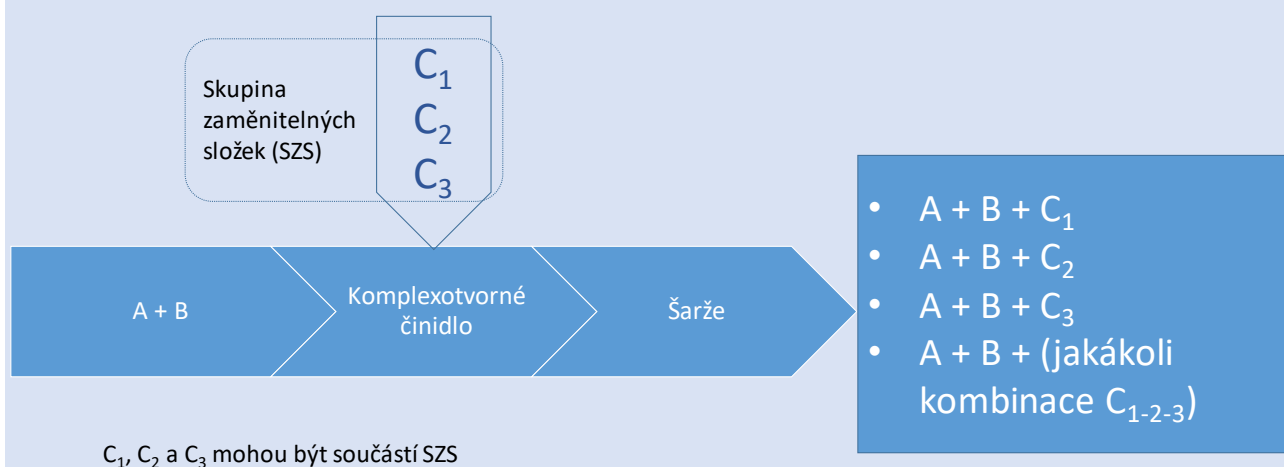 C₁
C₂
C₃
Skupina
zaměnitelných
složek (SZS)
A + B
Komplexotvorné
činidlo
Šarže
• A + B + C₁
• A + B + C₂
• A + B + C₃
• A + B + (jakákoli
kombinace C₁₋₂₋₃)
C₁, C₂ a C₃ mohou být součástí SZS